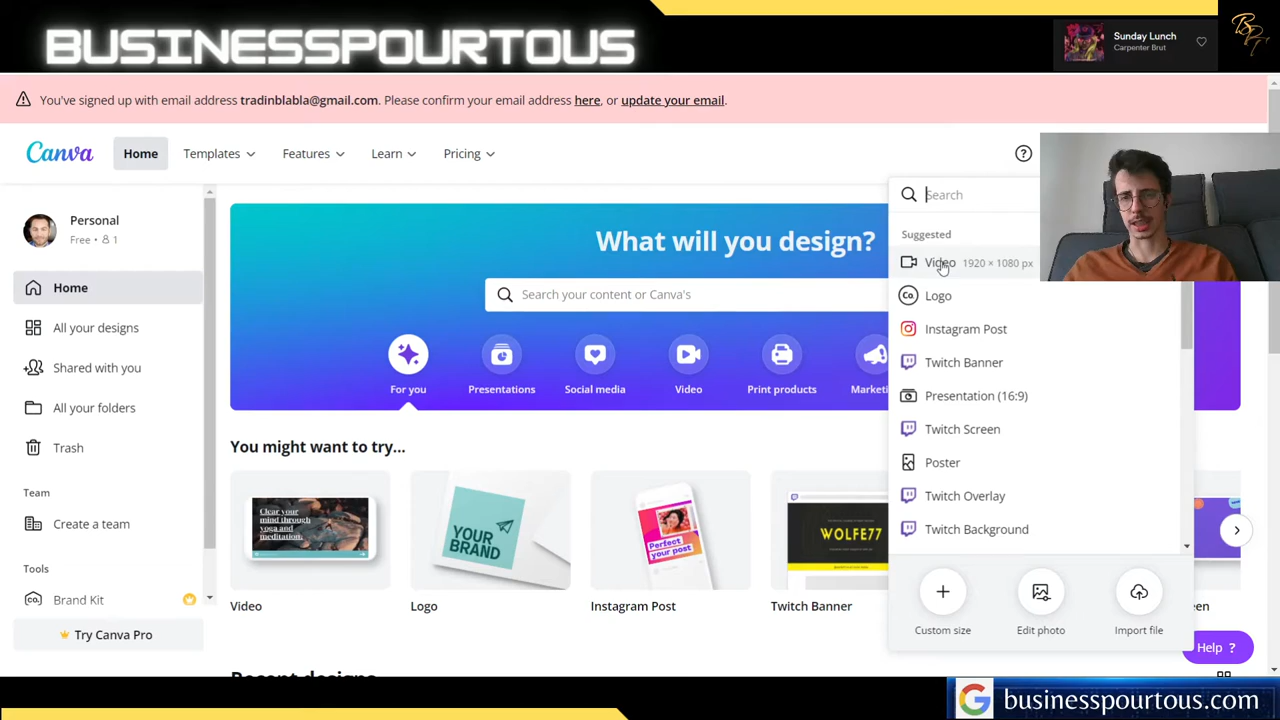 BUSINESSPOURTOUS
Sunday Lunch
Carpenter Brut
You've signed up with email address tradinblabla@gmail.com. Please confirm your email address here, or update your email.
Canva
Home
Templates
Features
Learn
Pricing
Personal
Free • 1
Home
All your designs
Shared with you
All your folders
Trash
Team
Create a team
Tools
Co.
Brand Kit
Try Canva Pro
What will you design?
Search your content or Canva's
For you
Presentations
Social media
Video
Print products
Search
Suggested
Video 1920 × 1080 px
Co.
Logo
Instagram Post
Twitch Banner
Presentation (16:9)
Twitch Screen
Poster
Twitch Overlay
Twitch Background
Custom size
Edit photo
Import file
You might want to try...
Clear your
mind through
yoga and
meditation.
YOUR
BRAND
Perfect
your post
WOLFE77
Video
Logo
Instagram Post
Twitch Banner
Recent designs
Help ?
businesspourtous.com